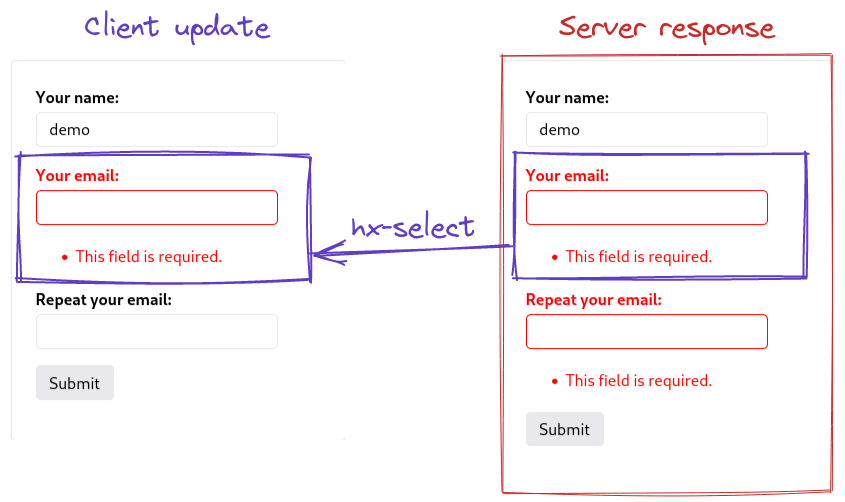 Client update
Server response
Your name:
demo
Your email:
• This field is required.
Repeat your email:
Submit
hx-select
Your name:
demo
Your email:
• This field is required.
Repeat your email:
• This field is required.
Submit